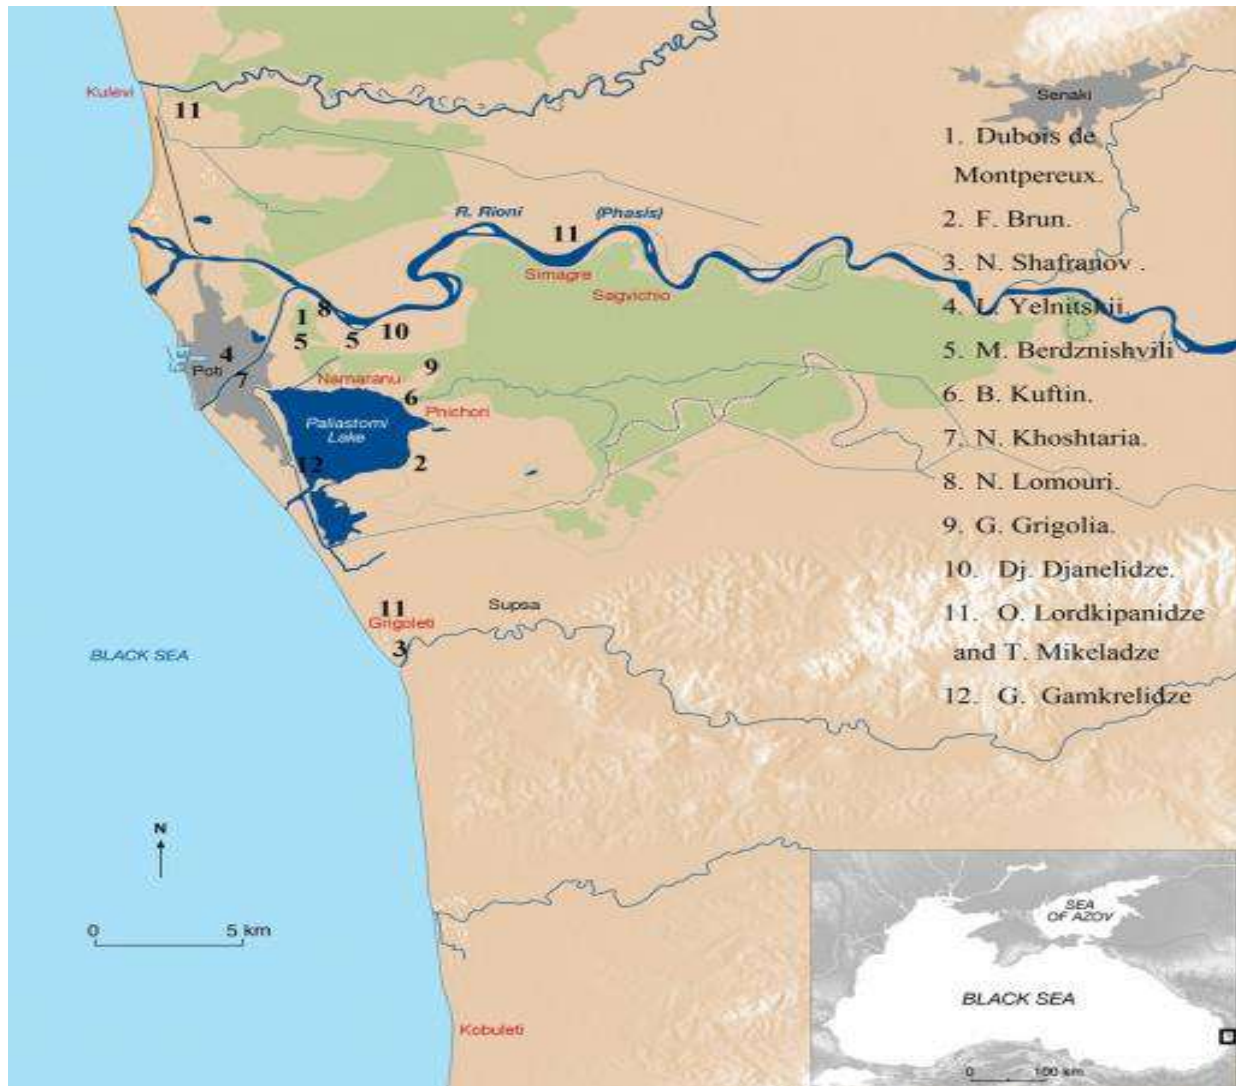 Kulevi
11
Senaki
1. Dubois de
Montpereux.
2. F. Brun.
3. N. Shafranov .
4. L. Yelnitskii.
5. M. Berdznishvili
6. B. Kuftin.
7. N. Khoshtaria.
8. N. Lomouri.
9. G. Grigolia.
10. Dj. Djanelidze.
11. O. Lordkipanidze
and T. Mikeladze
12. G. Gamkrelidze
R. Rioni
(Phasis)
11
Simagre
Sagvichio
1
8
5
5
10
4
Poti
7
Namaranu
9
6
Pnichori
Paliastomi
Lake
12
2
11
Grigoleti
Supsa
3
BLACK SEA
N
0 5 km
Kobuleti
SEA
OF AZOV
BLACK SEA
0 100 km